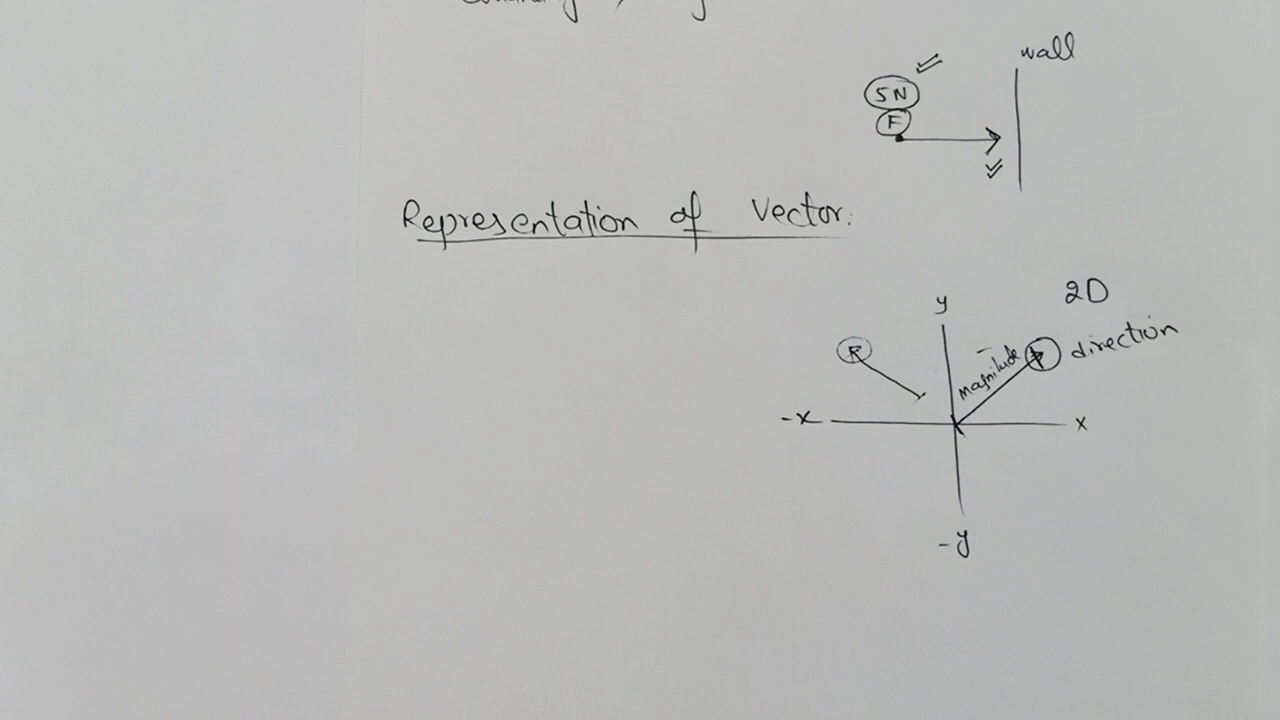 wall
5N
F
Representation of Vector.
2D
y
R
magnitude
direction
-x
x
-y